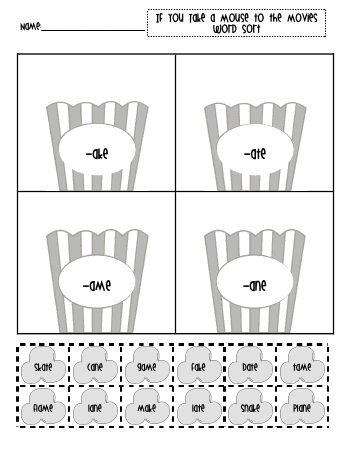 Name
If You Take a Mouse to the Movies
Word Sort
-ake
-ate
-ame
-ane
skate cane game fake date tame
flame lane make late snake plane